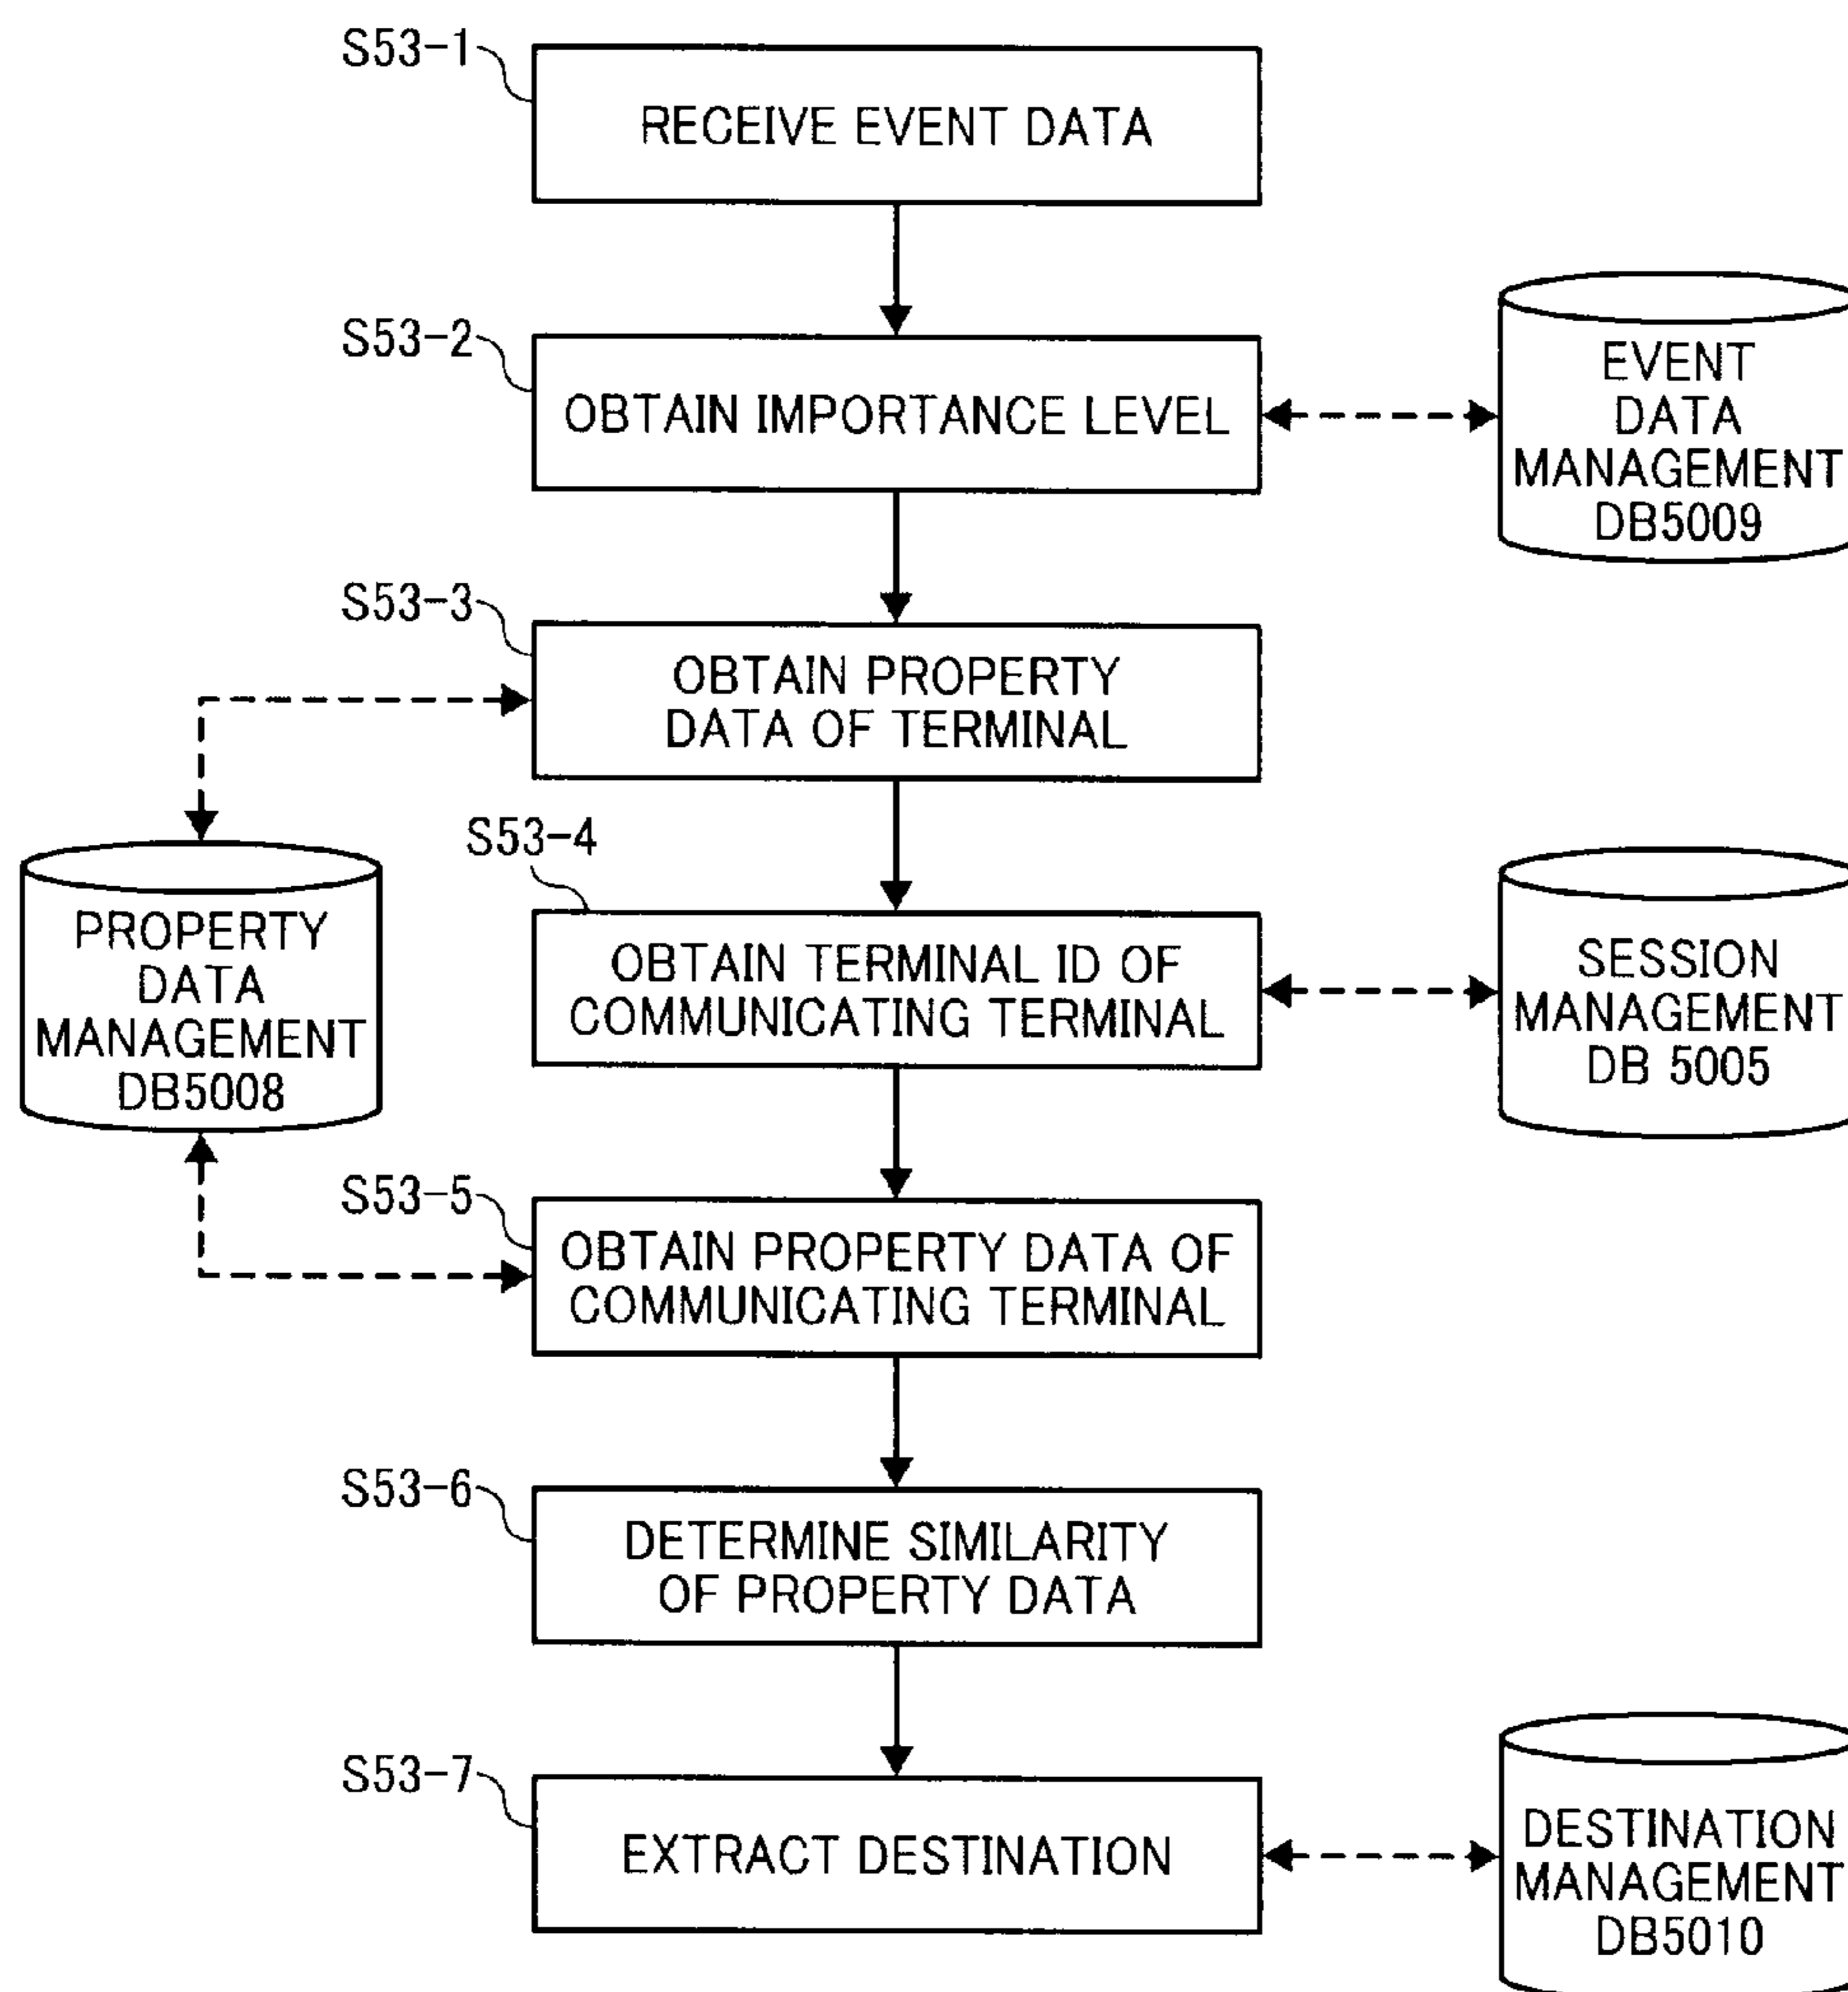 S53-1
RECEIVE EVENT DATA
S53-2
OBTAIN IMPORTANCE LEVEL
EVENT
DATA
MANAGEMENT
DB5009
S53-3
OBTAIN PROPERTY
DATA OF TERMINAL
PROPERTY
DATA
MANAGEMENT
DB5008
S53-4
OBTAIN TERMINAL ID OF
COMMUNICATING TERMINAL
SESSION
MANAGEMENT
DB 5005
S53-5
OBTAIN PROPERTY DATA OF
COMMUNICATING TERMINAL
S53-6
DETERMINE SIMILARITY
OF PROPERTY DATA
S53-7
EXTRACT DESTINATION
DESTINATION
MANAGEMENT
DB5010